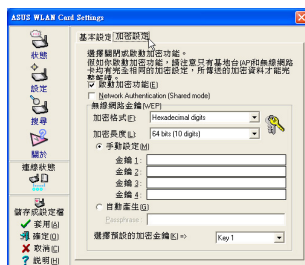 ASUS WLAN Card Settings
狀態
設定
搜尋
關於
連線狀態
儲存成設定檔
套用(A)
確定(O)
取消(C)
說明(H)
基本設定 加密設定
選擇關閉或啟動加密功能。
假如你啟動加密功能，請注意只有基地台(AP)和無線網路
卡均有完全相同的加密設定，所傳送的加密資料才能完
整解讀。
啟動加密功能(E)
Network Authentication (Shared mode)
無線網路金鑰(WEP)
加密格式(F): Hexadecimal digits
加密長度(L): 64 bits (10 digits)
手動設定(M)
金鑰 1:
金鑰 2:
金鑰 3:
金鑰 4:
自動產生(G)
Passphrase:
選擇預設的加密金鑰(K) => Key 1